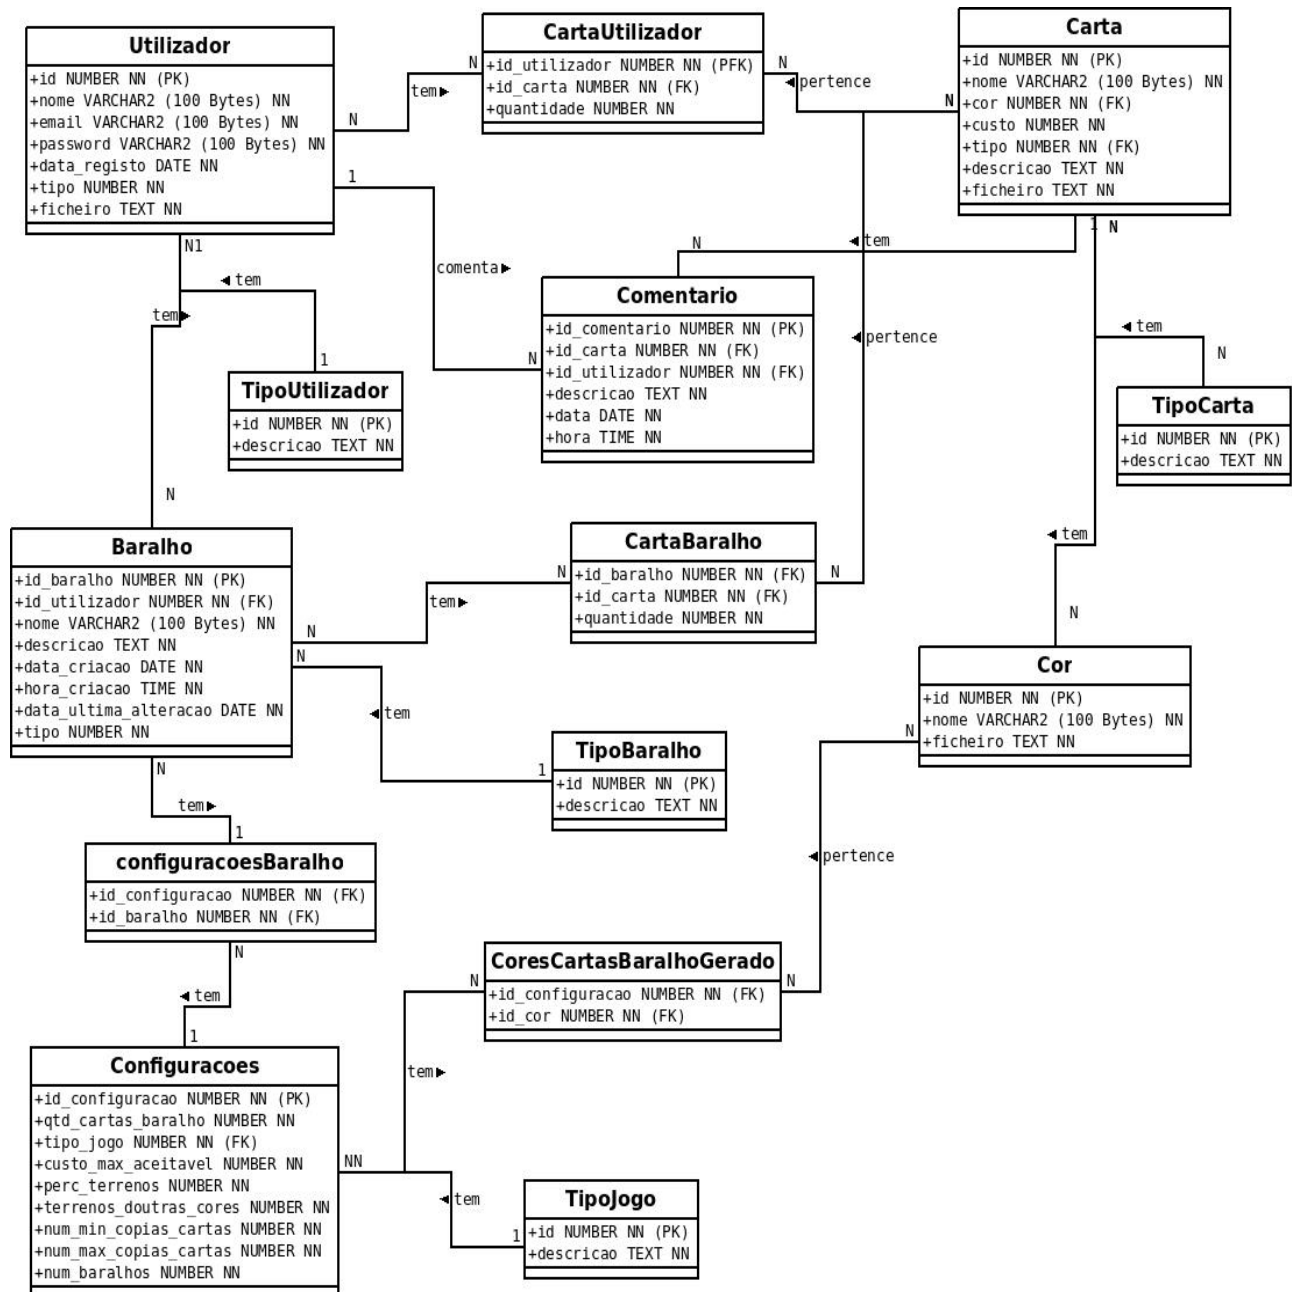 Utilizador
+id NUMBER NN (PK)
+nome VARCHAR2 (100 Bytes) NN
+email VARCHAR2 (100 Bytes) NN
+password VARCHAR2 (100 Bytes) NN
+data_registo DATE NN
+tipo NUMBER NN
+ficheiro TEXT NN
N
tem
N
CartaUtilizador
+id_utilizador NUMBER NN (PFK)
+id_carta NUMBER NN (FK)
+quantidade NUMBER NN
N
pertence
N
Carta
+id NUMBER NN (PK)
+nome VARCHAR2 (100 Bytes) NN
+cor NUMBER NN (FK)
+custo NUMBER NN
+tipo NUMBER NN (FK)
+descricao TEXT NN
+ficheiro TEXT NN
1
comenta
N
N
tem
1
N
N1
tem
tem
1
TipoUtilizador
+id NUMBER NN (PK)
+descricao TEXT NN
Comentario
+id_comentario NUMBER NN (PK)
+id_carta NUMBER NN (FK)
+id_utilizador NUMBER NN (FK)
+descricao TEXT NN
+data DATE NN
+hora TIME NN
pertence
tem
N
TipoCarta
+id NUMBER NN (PK)
+descricao TEXT NN
N
Baralho
+id_baralho NUMBER NN (PK)
+id_utilizador NUMBER NN (FK)
+nome VARCHAR2 (100 Bytes) NN
+descricao TEXT NN
+data_criacao DATE NN
+hora_criacao TIME NN
+data_ultima_alteracao DATE NN
+tipo NUMBER NN
N
tem
N
CartaBaralho
+id_baralho NUMBER NN (FK)
+id_carta NUMBER NN (FK)
+quantidade NUMBER NN
N
tem
N
Cor
+id NUMBER NN (PK)
+nome VARCHAR2 (100 Bytes) NN
+ficheiro TEXT NN
N
N
tem
1
TipoBaralho
+id NUMBER NN (PK)
+descricao TEXT NN
N
tem
1
configuracoesBaralho
+id_configuracao NUMBER NN (FK)
+id_baralho NUMBER NN (FK)
pertence
N
tem
1
N
CoresCartasBaralhoGerado
+id_configuracao NUMBER NN (FK)
+id_cor NUMBER NN (FK)
N
Configuracoes
+id_configuracao NUMBER NN (PK)
+qtd_cartas_baralho NUMBER NN
+tipo_jogo NUMBER NN (FK)
+custo_max_aceitavel NUMBER NN
+perc_terrenos NUMBER NN
+terrenos_doutras_cores NUMBER NN
+num_min_copias_cartas NUMBER NN
+num_max_copias_cartas NUMBER NN
+num_baralhos NUMBER NN
tem
NN
tem
1
TipoJogo
+id NUMBER NN (PK)
+descricao TEXT NN